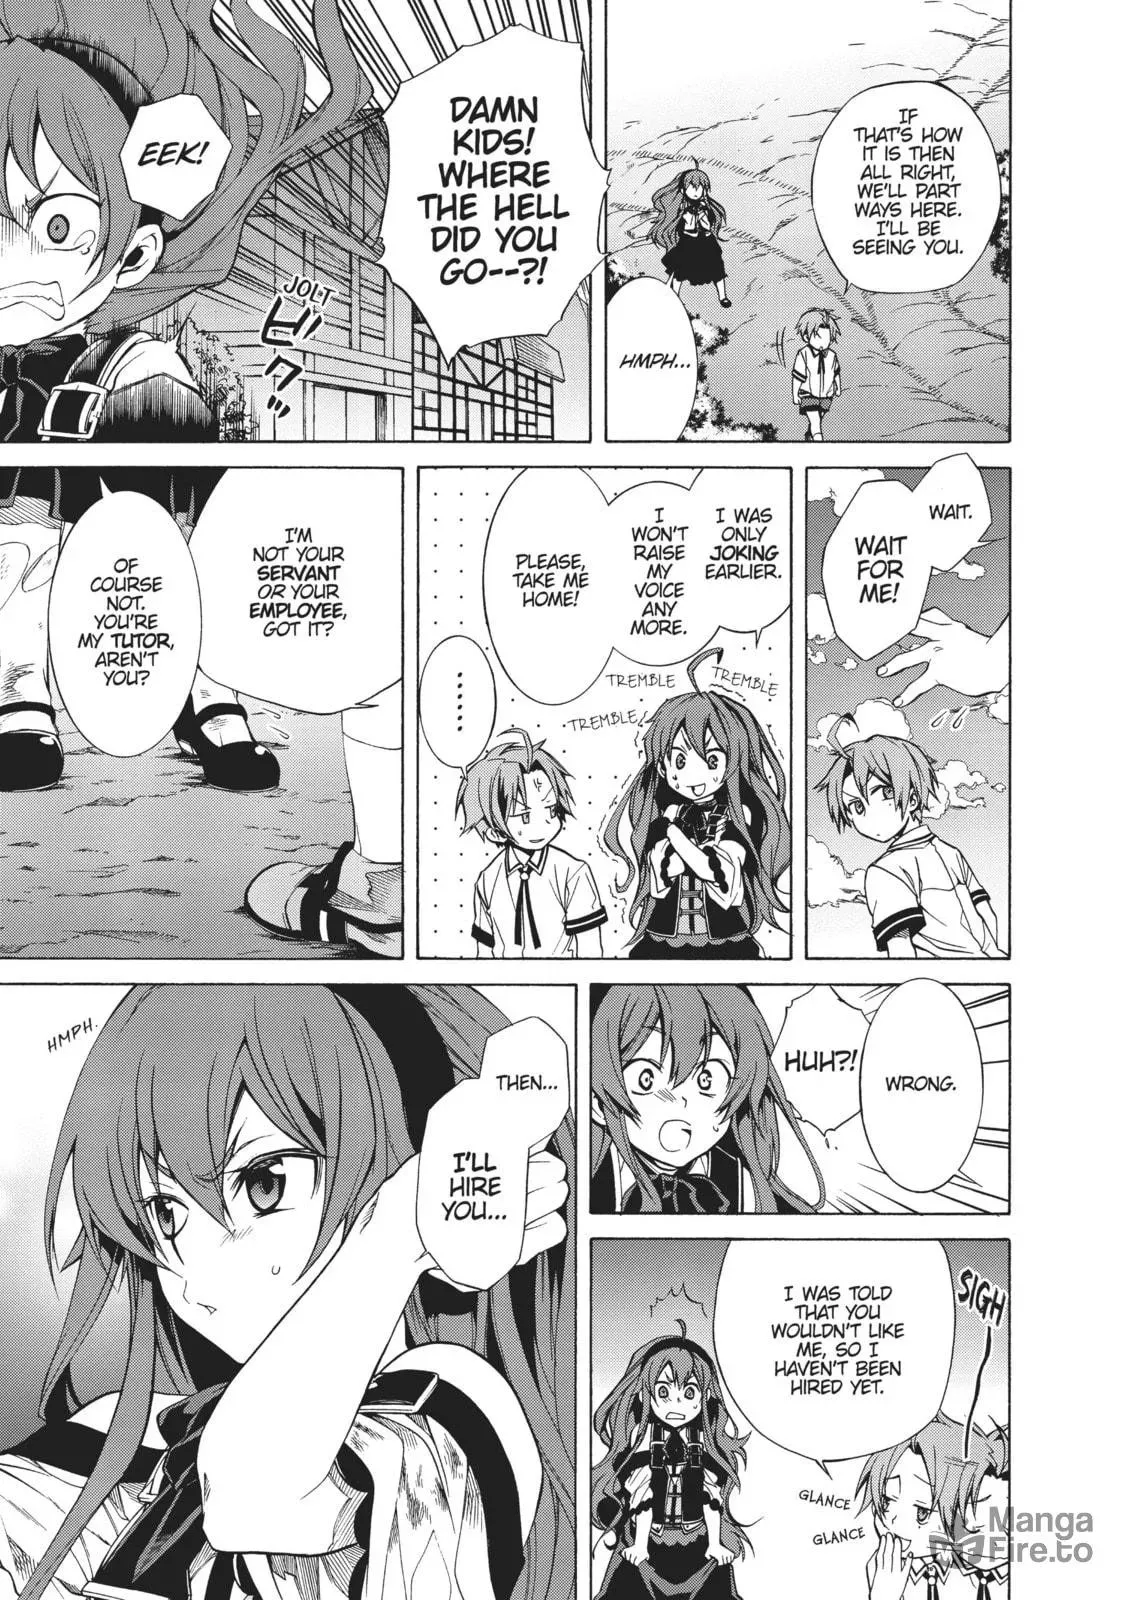 IF
THAT'S HOW
IT IS THEN
ALL RIGHT,
WE'LL PART
WAYS HERE.
I'LL BE
SEEING YOU.
HMPH...
DAMN
KIDS!
WHERE
THE HELL
DID YOU
GO--?!
EEK!
JOLT
ビクッ
WAIT.
WAIT
FOR
ME!
I WAS
ONLY
JOKING
EARLIER.
I
WON'T
RAISE
MY
VOICE
ANY
MORE.
PLEASE,
TAKE ME
HOME!
TREMBLE
TREMBLE
TREMBLE
......
I'M
NOT YOUR
SERVANT
OR YOUR
EMPLOYEE,
GOT IT?
OF
COURSE
NOT.
YOU'RE
MY TUTOR,
AREN'T
YOU?
WRONG.
HUH?!
SIGH
I WAS TOLD
THAT YOU
WOULDN'T LIKE
ME, SO I
HAVEN'T BEEN
HIRED YET.
GLANCE
GLANCE
THEN...
I'LL
HIRE
YOU...
HMPH.
Manga
Fire.to